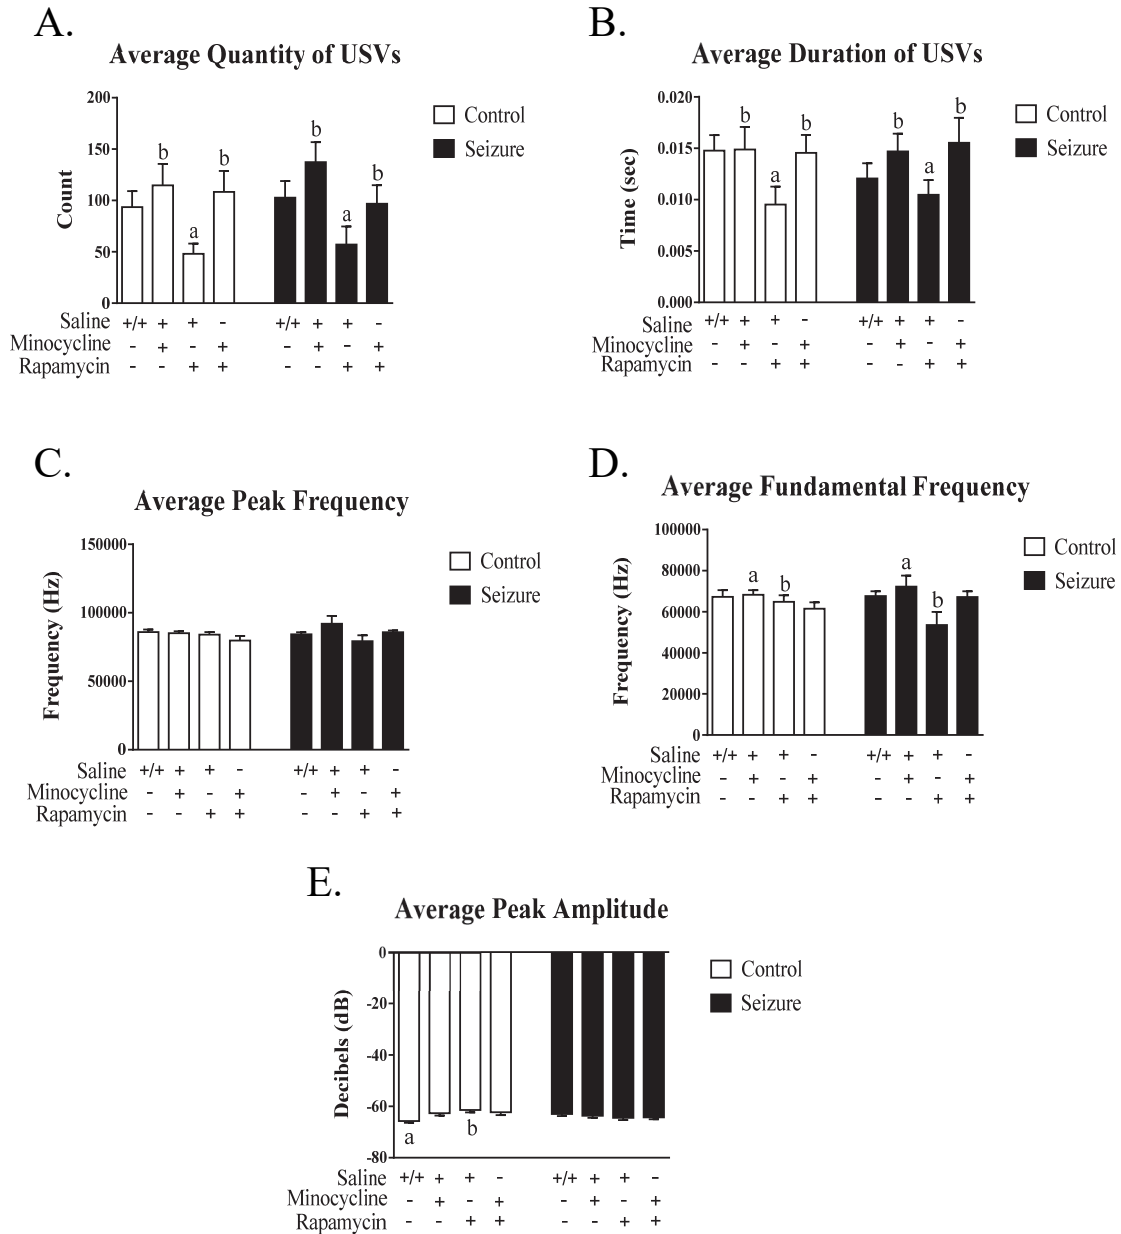 A.
Average Quantity of USVs
200
150
100
50
0
Count
b
b
a
b
b
a
Control
Seizure
Saline +/+ + + - +/+ + + -
Minocycline - + - + - + - +
Rapamycin - - + + - - + +
B.
Average Duration of USVs
0.020
0.015
0.010
0.005
0.000
Time (sec)
b
a
b
b
a
b
Control
Seizure
Saline +/+ + + - +/+ + + -
Minocycline - + - + - + - +
Rapamycin - - + + - - + +
C.
Average Peak Frequency
150000
100000
50000
0
Frequency (Hz)
Control
Seizure
Saline +/+ + + - +/+ + + -
Minocycline - + - + - + - +
Rapamycin - - + + - - + +
D.
Average Fundamental Frequency
100000
80000
60000
40000
20000
0
Frequency (Hz)
a
b
a
b
Control
Seizure
Saline +/+ + + - +/+ + + -
Minocycline - + - + - + - +
Rapamycin - - + + - - + +
E.
Average Peak Amplitude
0
-20
-40
-60
-80
Decibels (dB)
a
b
Control
Seizure
Saline +/+ + + - +/+ + + -
Minocycline - + - + - + - +
Rapamycin - - + + - - + +